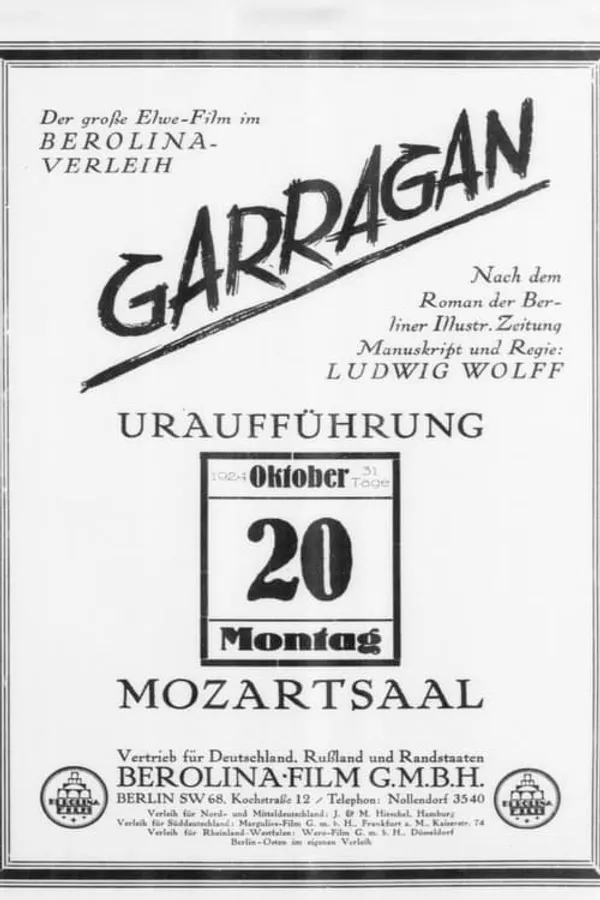 Der große Elwe-Film im
BEROLINA-
VERLEIH
GARRAGAN
Nach dem
Roman der Ber-
liner Illustr. Zeitung
Manuskript und Regie:
LUDWIG WOLFF
URAUFFÜHRUNG
1924 Oktober 31 Tage
20
Montag
MOZARTSAAL
Vertrieb für Deutschland, Rußland und Randstaaten
BEROLINA-FILM G.M.B.H.
BERLIN SW 68, Kochstraße 12 / Telephon: Nollendorf 3540
Verleih für Nord- und Mitteldeutschland: J. & M. Hirschel, Hamburg
Verleih für Süddeutschland: Margulies-Film G. m. b. H., Frankfurt a. M., Kaiserstr. 74
Verleih für Rheinland-Westfalen: Wero-Film G. m. b. H., Düsseldorf
Berlin-Osten im eigenen Verleih
BEROLINA
BEROLINA